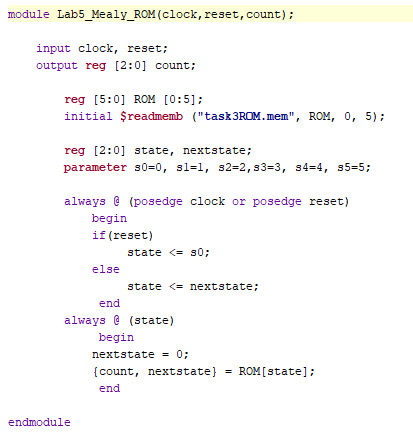 module Lab5_Mealy_ROM(clock,reset,count);
input clock, reset;
output reg [2:0] count;
reg [5:0] ROM [0:5];
initial $readmemb ("task3ROM.mem", ROM, 0, 5);
reg [2:0] state, nextstate;
parameter s0=0, s1=1, s2=2,s3=3, s4=4, s5=5;
always @ (posedge clock or posedge reset)
begin
if(reset)
state <= s0;
else
state <= nextstate;
end
always @ (state)
begin
nextstate = 0;
{count, nextstate} = ROM[state];
end
endmodule